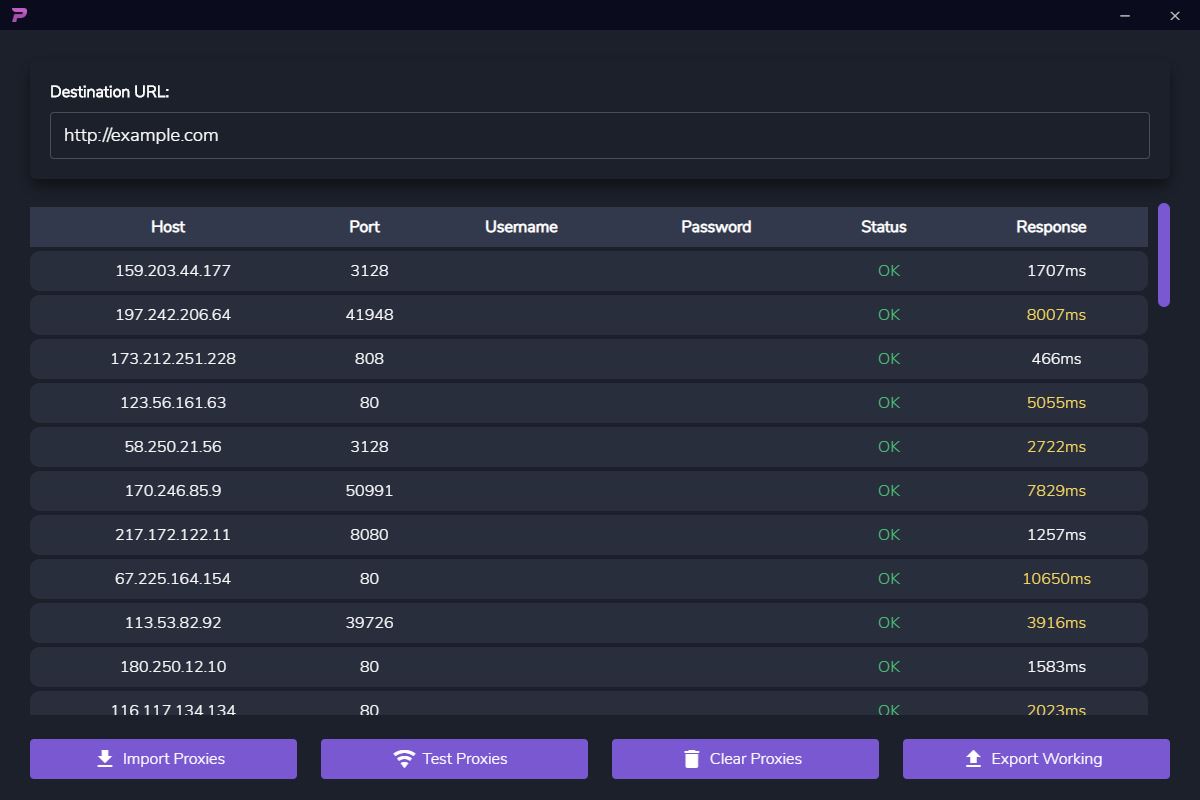 Destination URL:
http://example.com
Host Port Username Password Status Response
159.203.44.177 3128 OK 1707ms
197.242.206.64 41948 OK 8007ms
173.212.251.228 808 OK 466ms
123.56.161.63 80 OK 5055ms
58.250.21.56 3128 OK 2722ms
170.246.85.9 50991 OK 7829ms
217.172.122.11 8080 OK 1257ms
67.225.164.154 80 OK 10650ms
113.53.82.92 39726 OK 3916ms
180.250.12.10 80 OK 1583ms
116.117.134.134 80 OK 2023ms
Import Proxies Test Proxies Clear Proxies Export Working